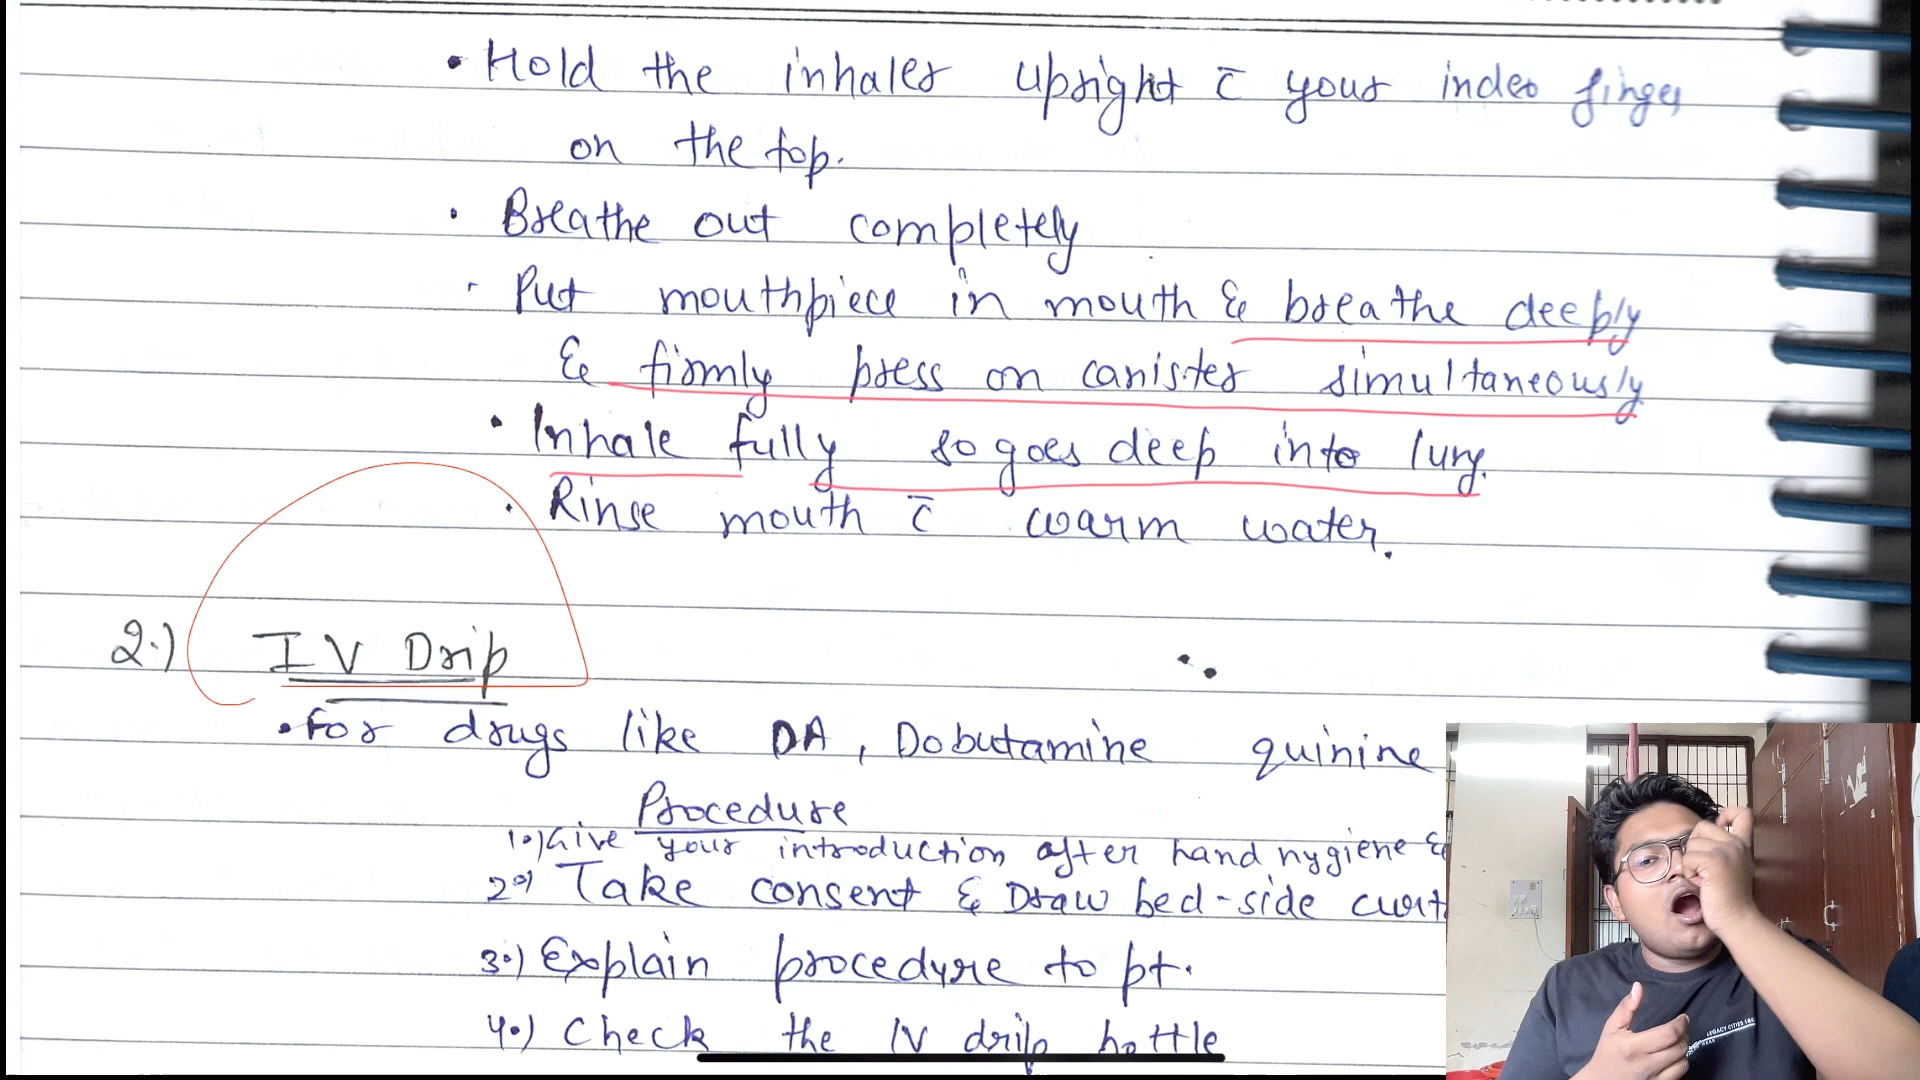 • Hold the inhaler upright c̄ your index finger
on the top.
• Breathe out completely
• Put mouthpiece in mouth & breathe deeply
& firmly press on canister simultaneously
• Inhale fully so goes deep into lung.
• Rinse mouth c̄ warm water.
2.) IV Drip
• For drugs like DA, Dobutamine quinine
Procedure
1.) Give your introduction after hand hygiene &
2.) Take consent & Draw bed-side curt
3.) Explain procedure to pt.
4.) Check the IV drip bottle
LEGACY CITIES